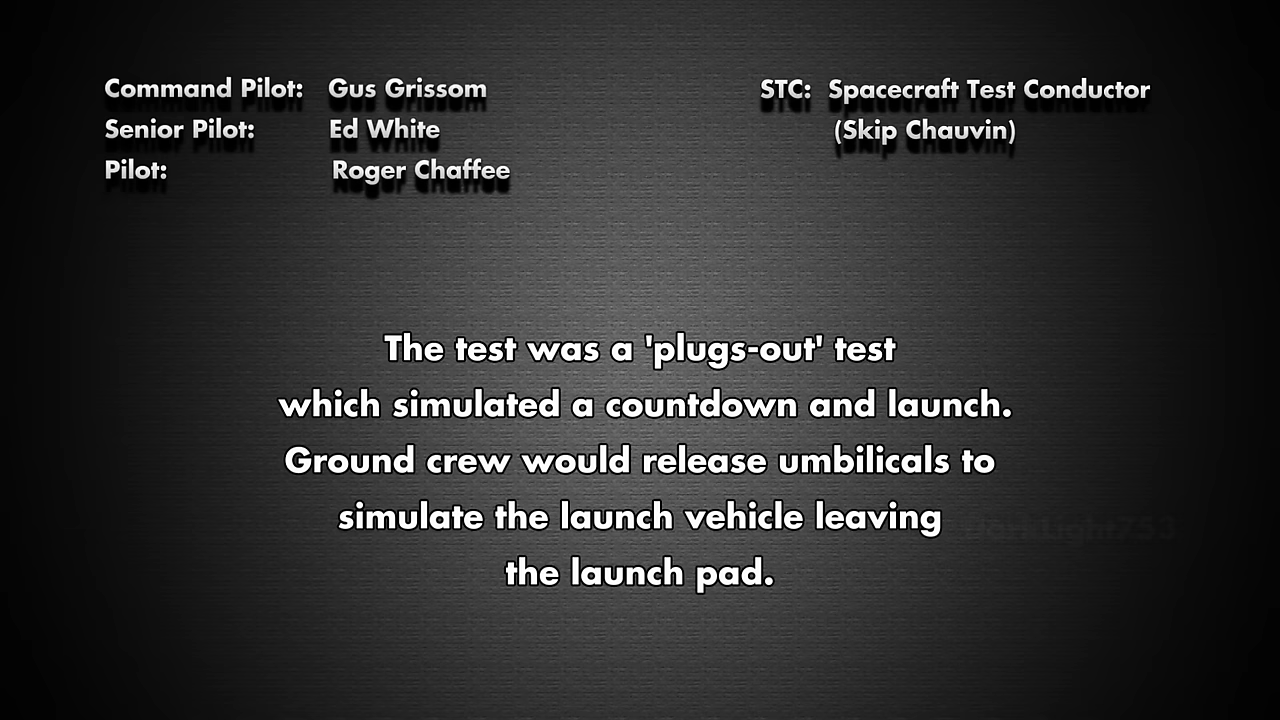 Command Pilot: Gus Grissom
Senior Pilot: Ed White
Pilot: Roger Chaffee
STC: Spacecraft Test Conductor
(Skip Chauvin)
The test was a 'plugs-out' test
which simulated a countdown and launch.
Ground crew would release umbilicals to
simulate the launch vehicle leaving
the launch pad.
DarkLight753